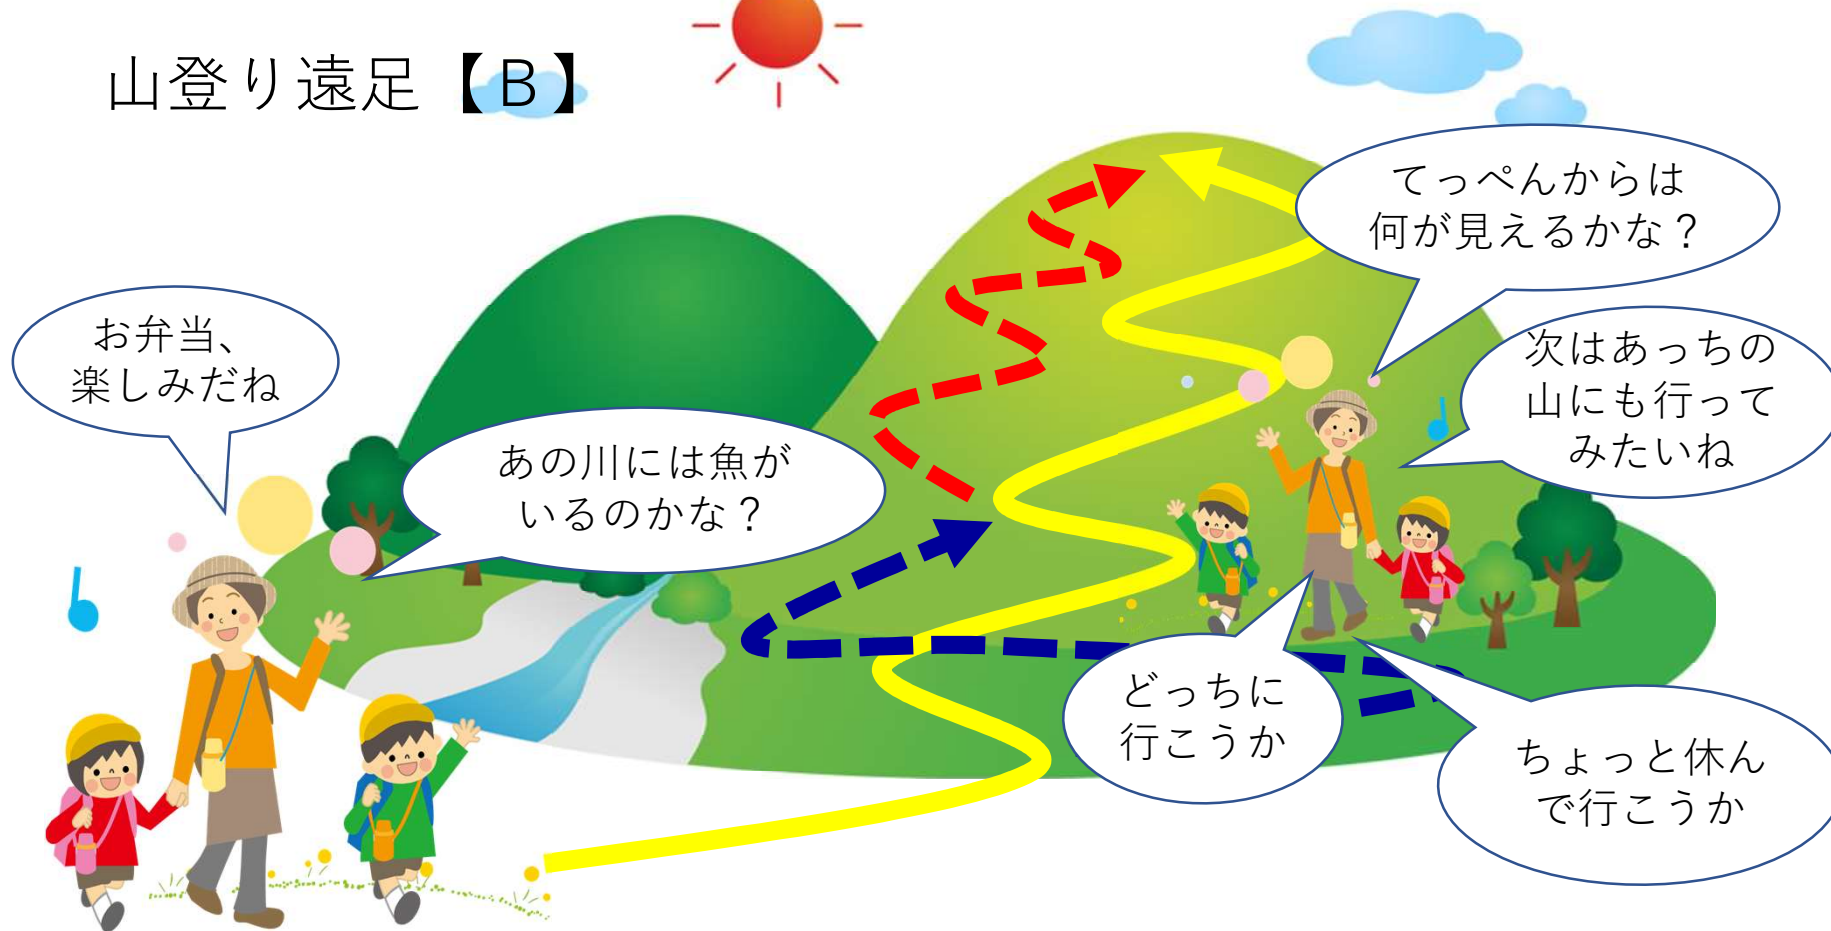 山登り遠足【B】
てっぺんからは
何が見えるかな？
お弁当、
楽しみだね
次はあっちの
山にも行って
みたいね
あの川には魚が
いるのかな？
どっちに
行こうか
ちょっと休ん
で行こうか